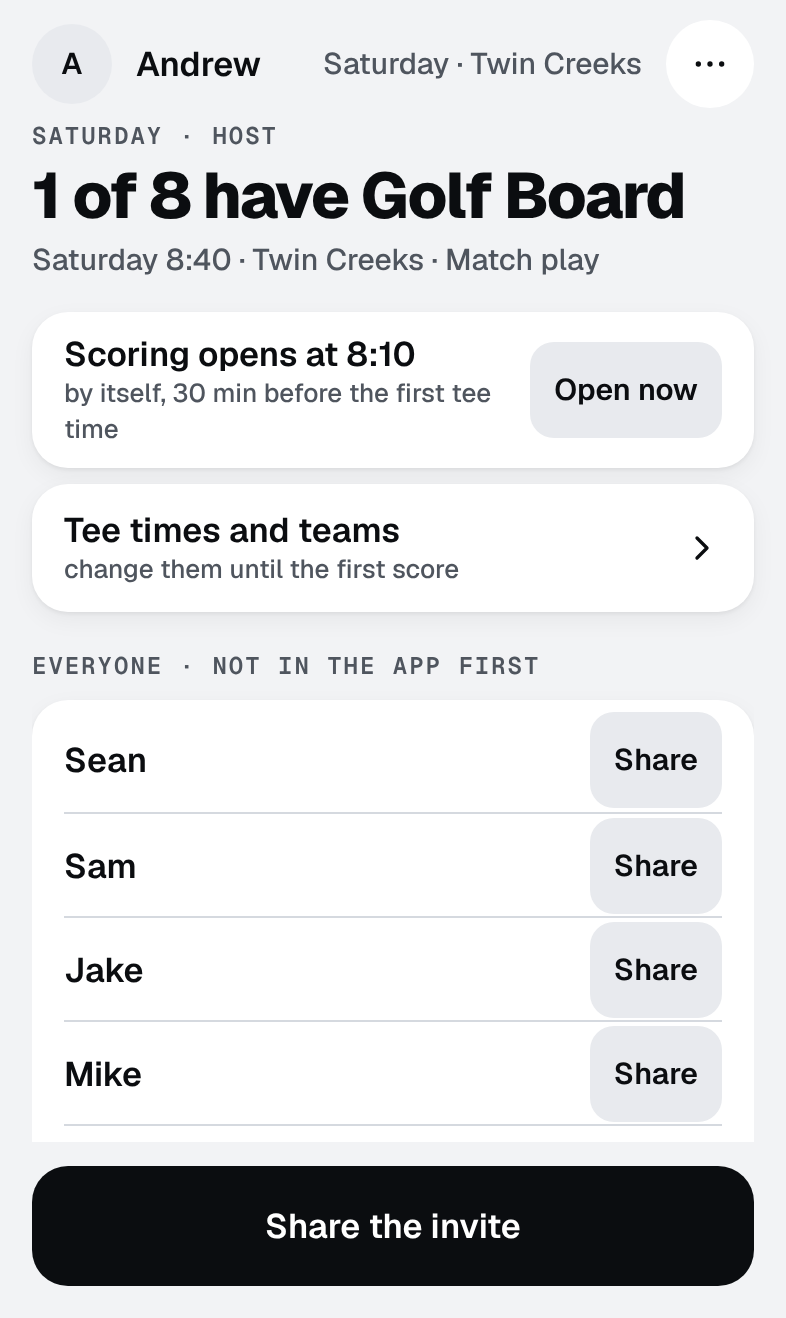 A
Andrew
Saturday · Twin Creeks
SATURDAY · HOST
1 of 8 have Golf Board
Saturday 8:40 · Twin Creeks · Match play
Scoring opens at 8:10
by itself, 30 min before the first tee
time
Open now
Tee times and teams
change them until the first score
EVERYONE · NOT IN THE APP FIRST
Sean
Share
Sam
Share
Jake
Share
Mike
Share
Share the invite